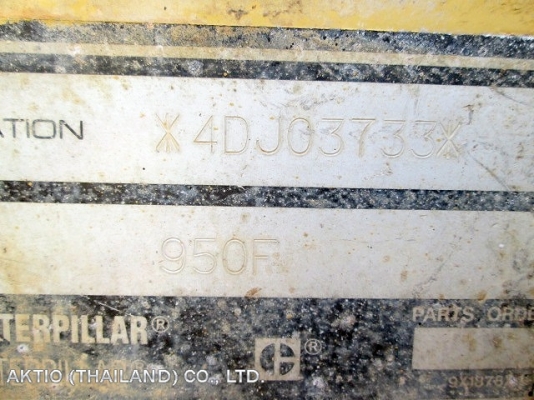 ATION *4DJ03733*
950F
CATERPILLAR® PARTS ORDE
AKTIO (THAILAND) CO., LTD.